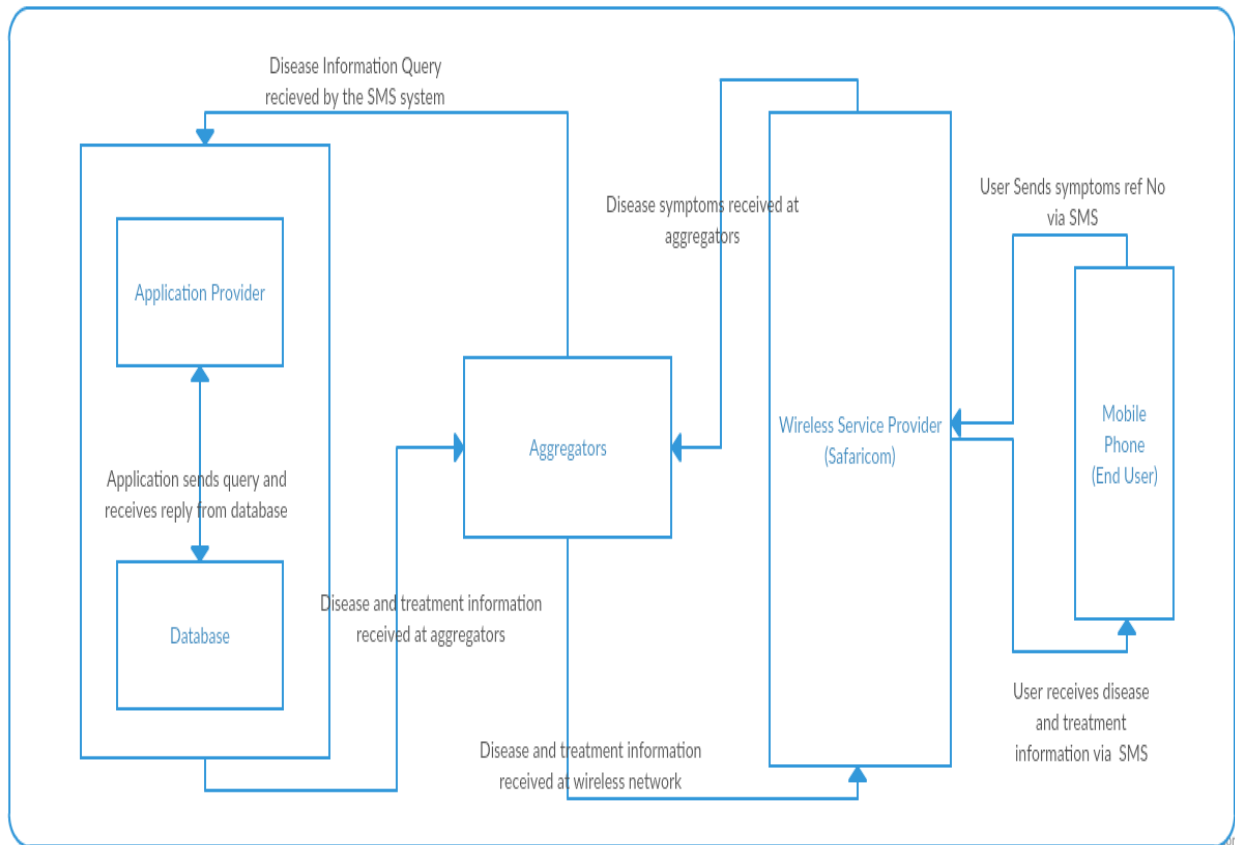 Disease Information Query
recieved by the SMS system
User Sends symptoms ref No
via SMS
Disease symptoms received at
aggregators
Application Provider
Mobile
Phone
(End User)
Wireless Service Provider
(Safaricom)
Aggregators
Application sends query and
receives reply from database
Disease and treatment information
received at aggregators
Database
User receives disease
and treatment
information via SMS
Disease and treatment information
received at wireless network